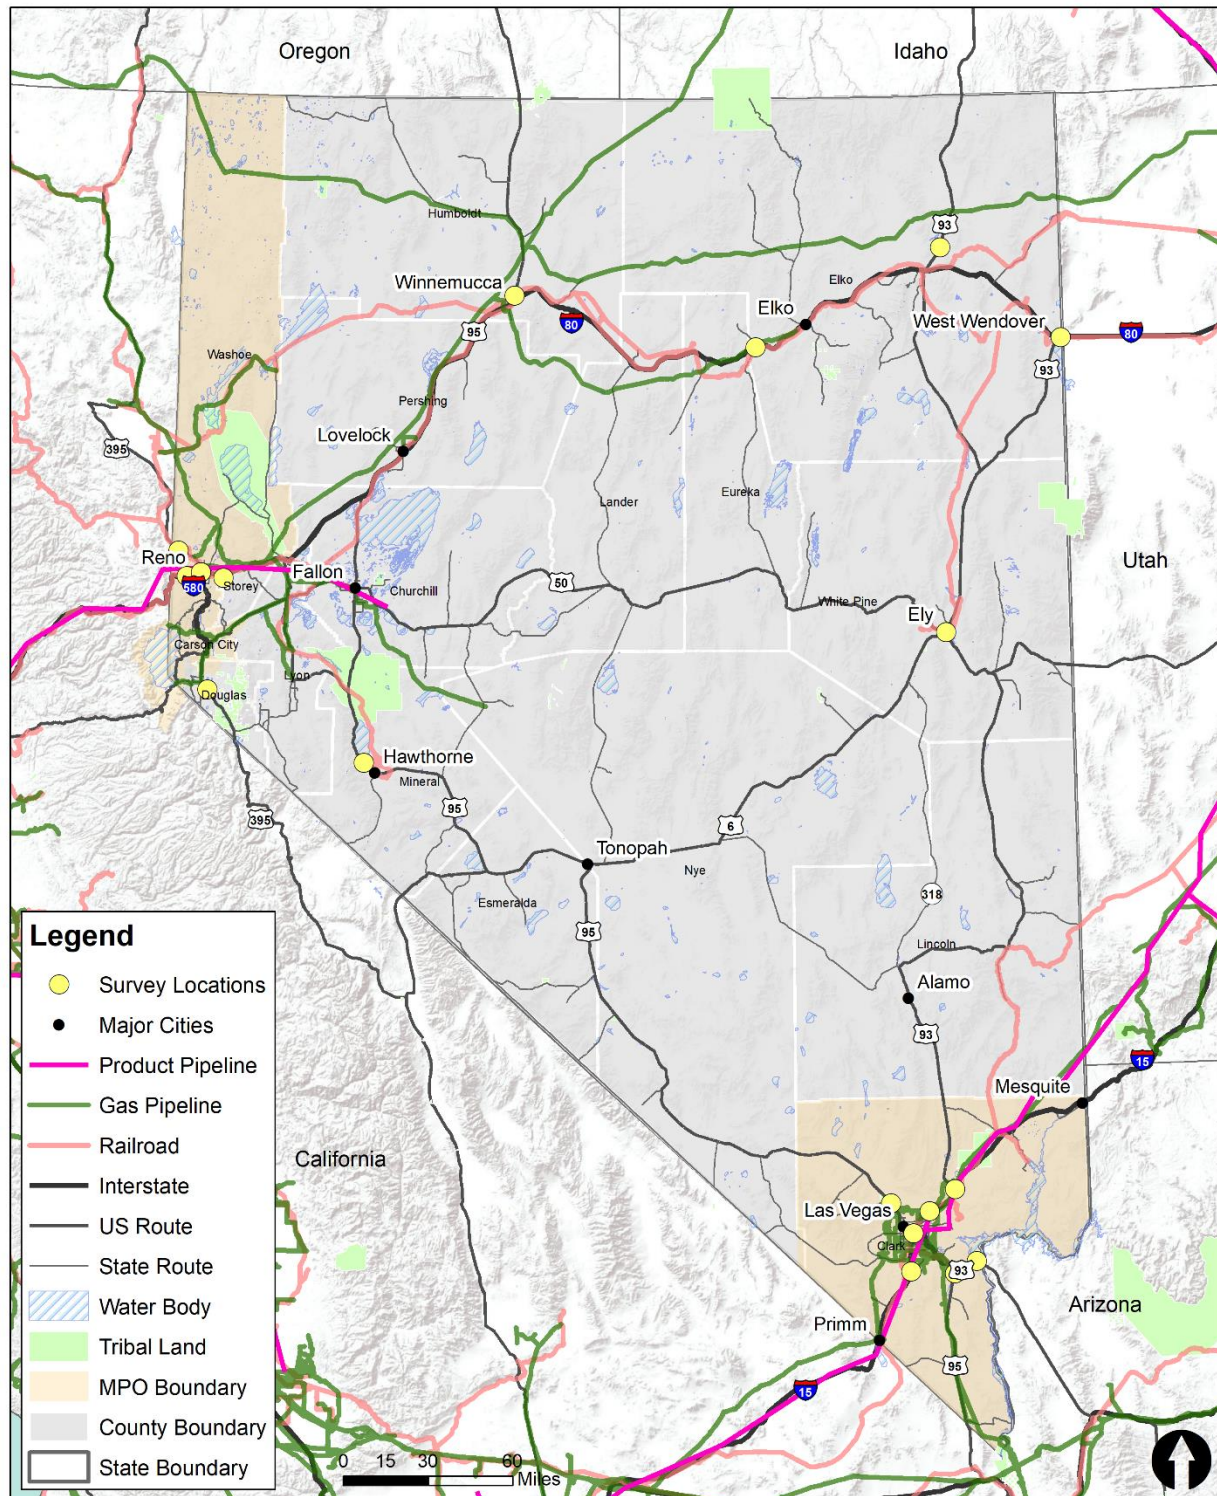 Oregon
Idaho
93
Humboldt
Winnemucca
Elko
Elko
West Wendover
80
95
80
93
Washoe
Pershing
Lovelock
395
Lander
Eureka
Utah
Reno
Fallon
580
Storey
Churchill
50
White Pine
Ely
Carson City
Lyon
Douglas
Hawthorne
Mineral
95
395
6
Tonopah
Nye
318
Esmeralda
95
Lincoln
Alamo
93
15
Mesquite
California
Las Vegas
Clark
93
Arizona
Primm
95
15
Legend
Survey Locations
Major Cities
Product Pipeline
Gas Pipeline
Railroad
Interstate
US Route
State Route
Water Body
Tribal Land
MPO Boundary
County Boundary
State Boundary
0 15 30 60
Miles